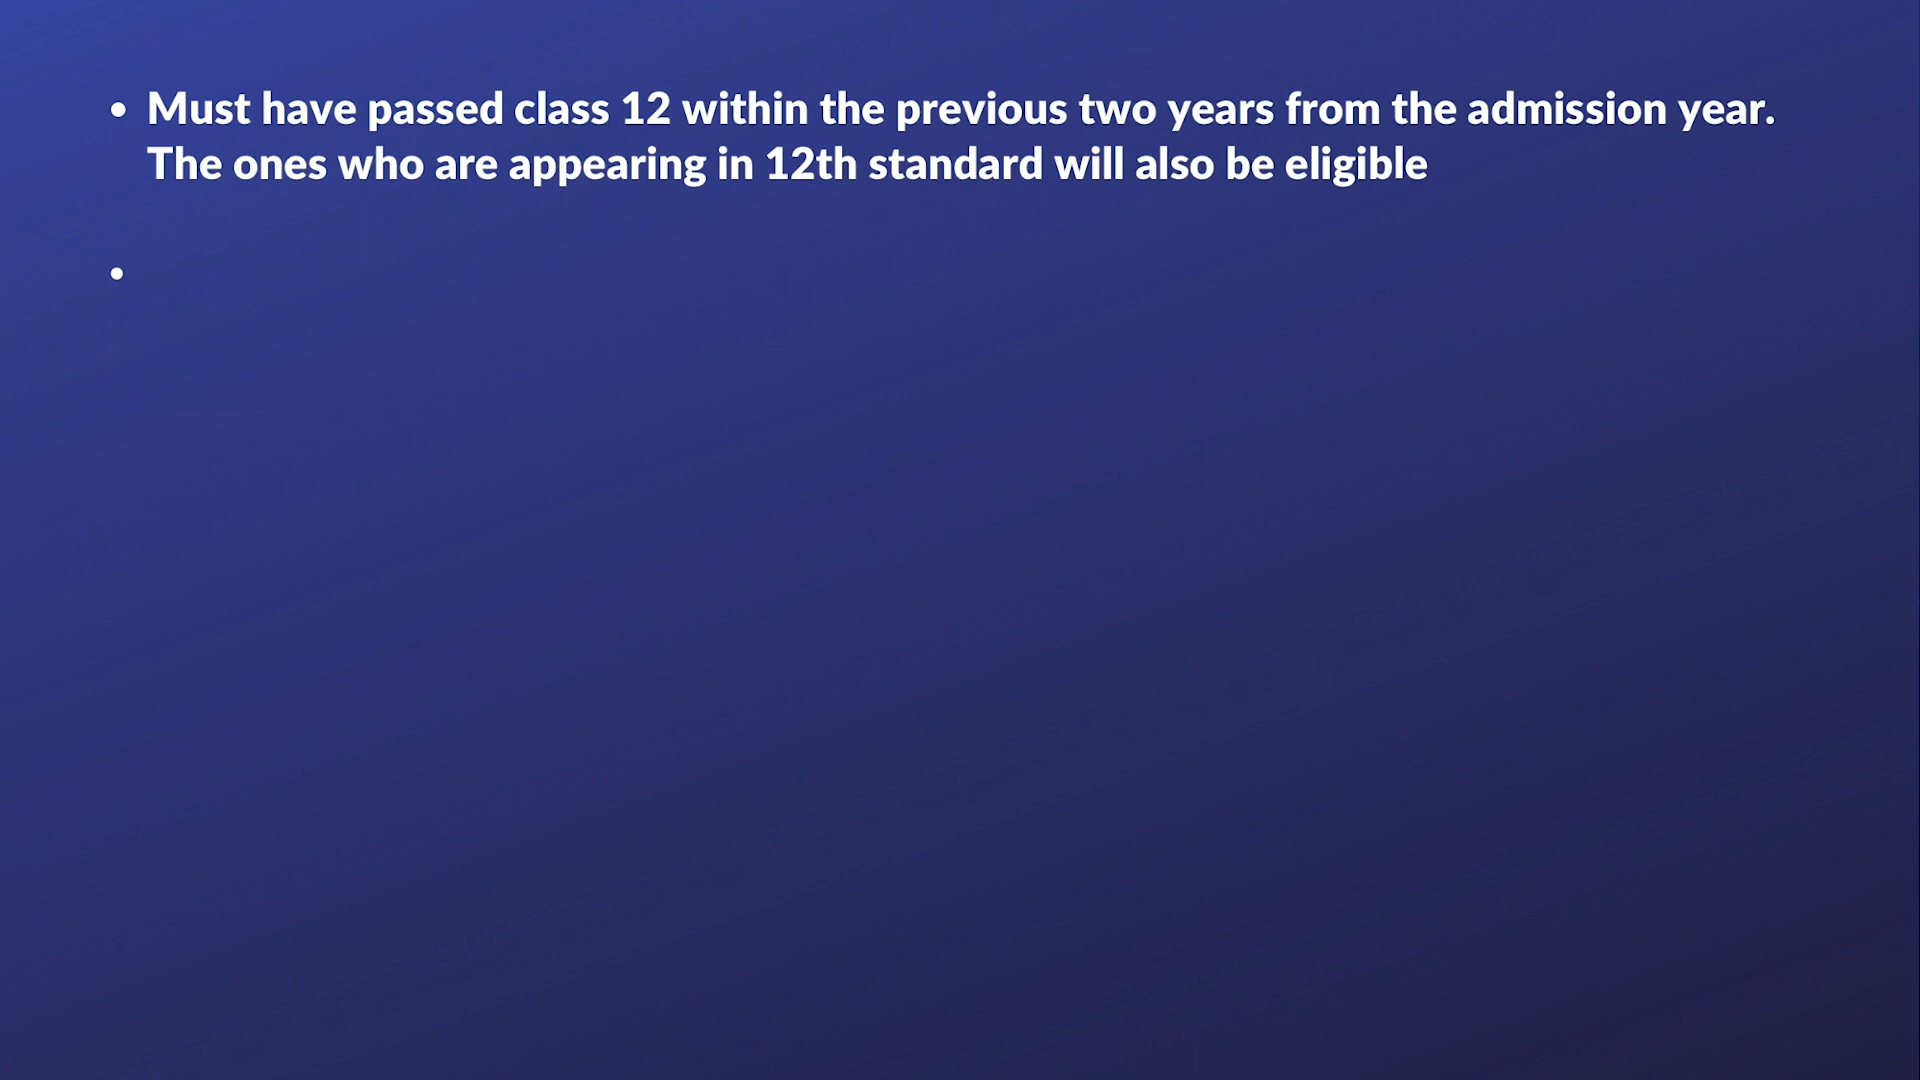 • Must have passed class 12 within the previous two years from the admission year.
The ones who are appearing in 12th standard will also be eligible
•